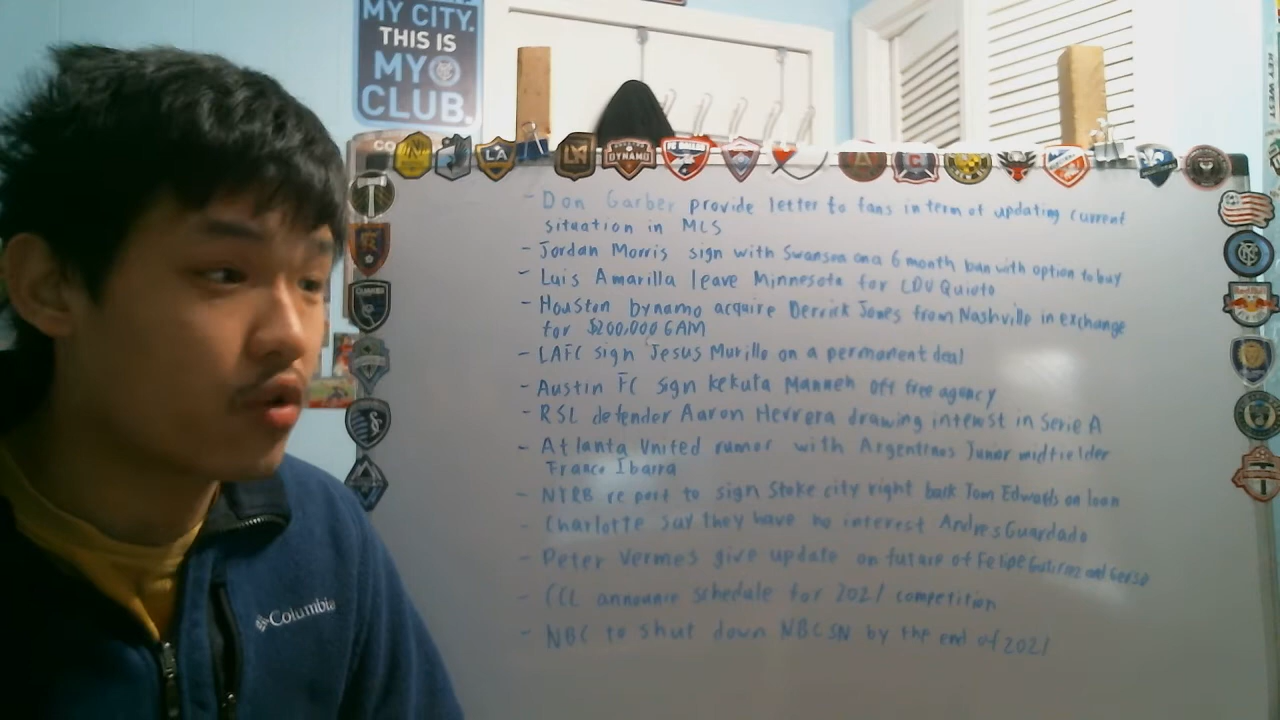 MY CITY.
THIS IS
MY
CLUB.
- Don Garber provide letter to fans in term of updating current
situation in MLS
- Jordan Morris sign with Swansea on a 6 month loan with option to buy
- Luis Amarilla leave Minnesota for LDU Quioto
- Houston Dynamo acquire Derrick Jones from Nashville in exchange
for $200,000 GAM
- LAFC sign Jesus Murillo on a permanent deal
- Austin FC sign Kekuta Manneh off free agency
- RSL defender Aaron Herrera drawing interest in Serie A
- Atlanta United rumor with Argentinos Junior midfielder
Franco Ibarra
- NYRB report to sign Stoke city right back Tom Edwards on loan
- Charlotte say they have no interest Andres Guardado
- Peter Vermes give update on future of Felipe Gutirrez and Gerso
- CCL announce schedule for 2021 competition
- NBC to shut down NBCSN by the end of 2021
Columbia
LA
DYNAMO
KEY WEST